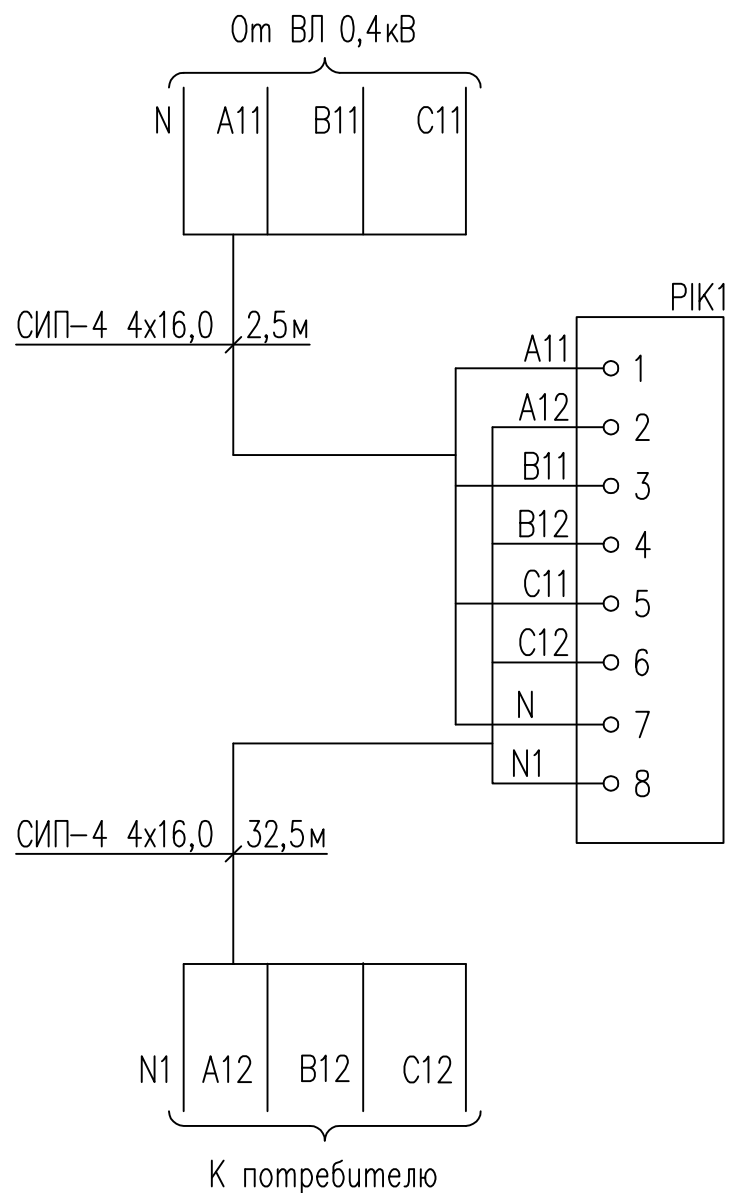 От ВЛ 0,4кВ
N A11 B11 C11
PIK1
СИП-4 4х16,0 2,5м
A11 1
A12 2
B11 3
B12 4
C11 5
C12 6
N 7
N1 8
СИП-4 4х16,0 32,5м
N1 A12 B12 C12
К потребителю